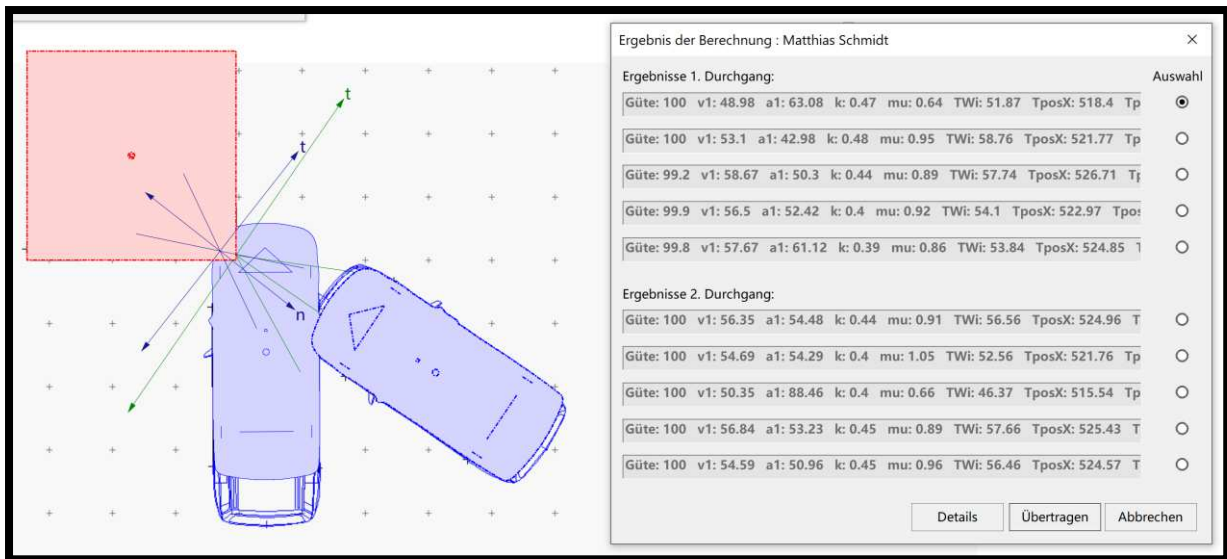 t
t
n
Ergebnis der Berechnung : Matthias Schmidt
Ergebnisse 1. Durchgang:
Auswahl
Güte: 100 v1: 48.98 a1: 63.08 k: 0.47 mu: 0.64 TWi: 51.87 TposX: 518.4 Tp
Güte: 100 v1: 53.1 a1: 42.98 k: 0.48 mu: 0.95 TWi: 58.76 TposX: 521.77 Tp
Güte: 99.2 v1: 58.67 a1: 50.3 k: 0.44 mu: 0.89 TWi: 57.74 TposX: 526.71 Tp
Güte: 99.9 v1: 56.5 a1: 52.42 k: 0.4 mu: 0.92 TWi: 54.1 TposX: 522.97 Tpos
Güte: 99.8 v1: 57.67 a1: 61.12 k: 0.39 mu: 0.86 TWi: 53.84 TposX: 524.85 T
Ergebnisse 2. Durchgang:
Güte: 100 v1: 56.35 a1: 54.48 k: 0.44 mu: 0.91 TWi: 56.56 TposX: 524.96 T
Güte: 100 v1: 54.69 a1: 54.29 k: 0.4 mu: 1.05 TWi: 52.56 TposX: 521.76 Tp
Güte: 100 v1: 50.35 a1: 88.46 k: 0.4 mu: 0.66 TWi: 46.37 TposX: 515.54 Tp
Güte: 100 v1: 56.84 a1: 53.23 k: 0.45 mu: 0.89 TWi: 57.66 TposX: 525.43 T
Güte: 100 v1: 54.59 a1: 50.96 k: 0.45 mu: 0.96 TWi: 56.46 TposX: 524.57 T
Details Übertragen Abbrechen